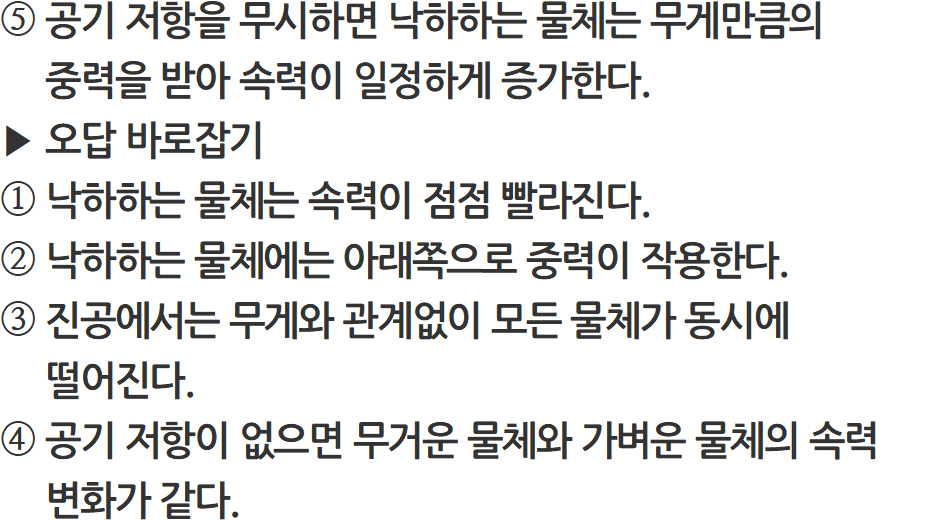 ⑤ 공기 저항을 무시하면 낙하하는 물체는 무게만큼의
중력을 받아 속력이 일정하게 증가한다.
▶ 오답 바로잡기
① 낙하하는 물체는 속력이 점점 빨라진다.
② 낙하하는 물체에는 아래쪽으로 중력이 작용한다.
③ 진공에서는 무게와 관계없이 모든 물체가 동시에
떨어진다.
④ 공기 저항이 없으면 무거운 물체와 가벼운 물체의 속력
변화가 같다.